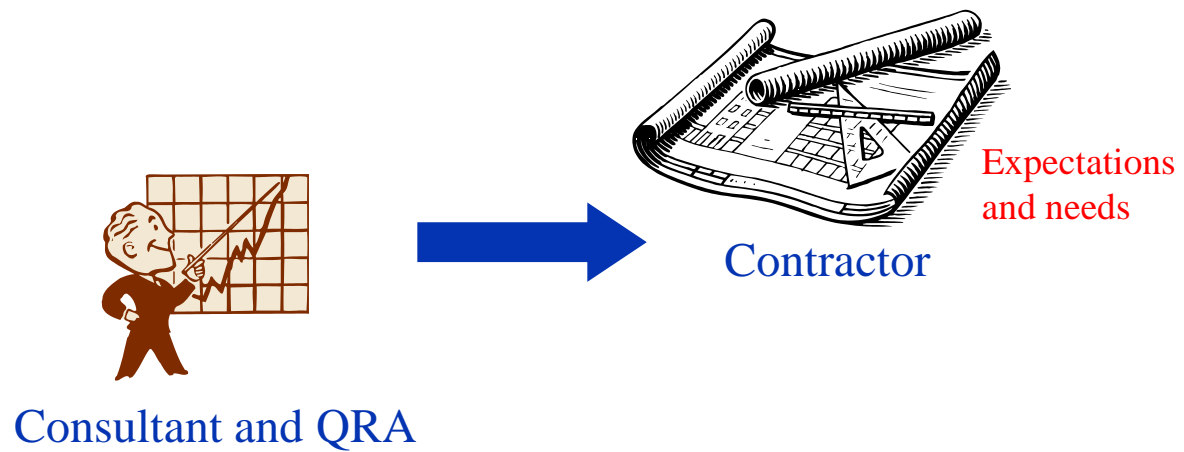 Expectations
and needs
Contractor
Consultant and QRA